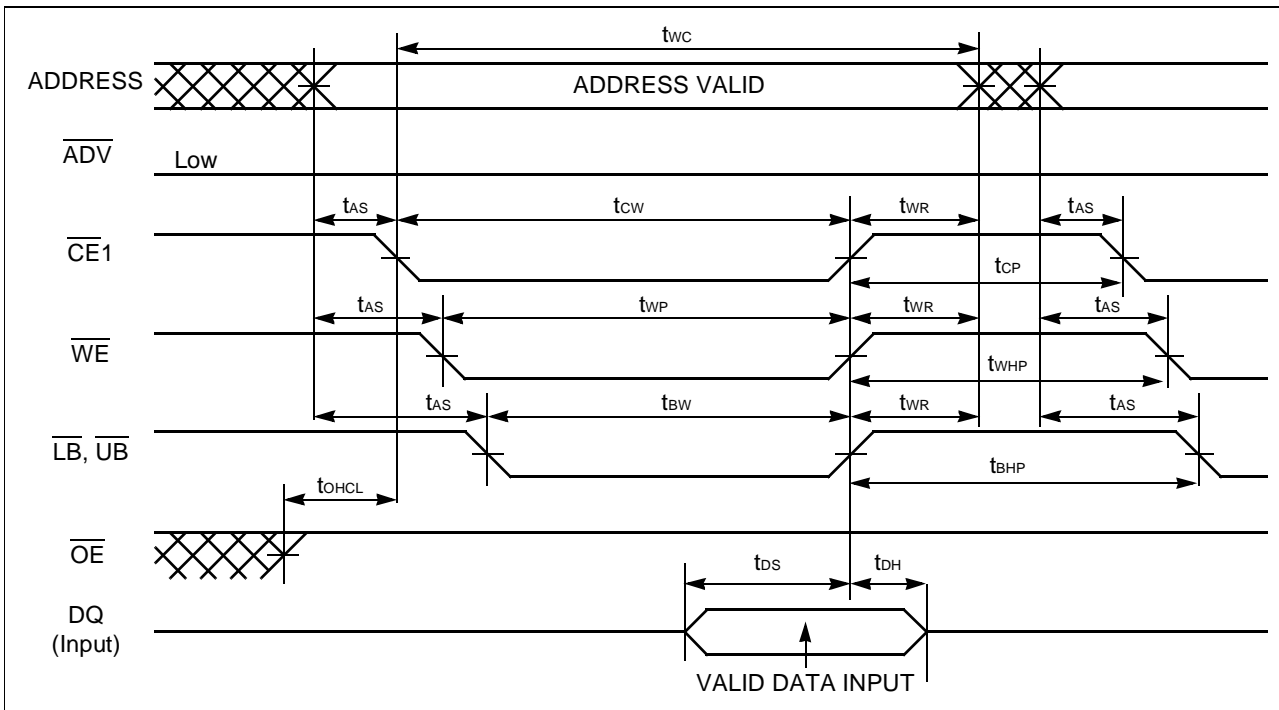 tWC
ADDRESS
ADDRESS VALID
ADV
Low
tAS
tCW
tWR
tAS
CE1
tCP
tAS
tWP
tWR
tAS
WE
tWHP
tAS
tBW
tWR
tAS
LB, UB
tBHP
tOHCL
OE
tDS
tDH
DQ
(Input)
VALID DATA INPUT